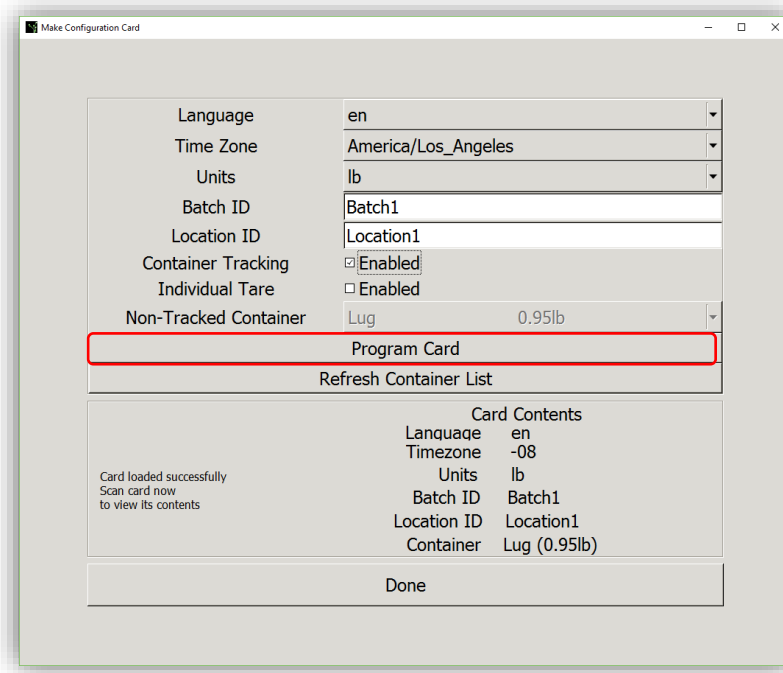 Make Configuration Card
Language en
Time Zone America/Los_Angeles
Units lb
Batch ID Batch1
Location ID Location1
Container Tracking Enabled
Individual Tare Enabled
Non-Tracked Container Lug 0.95lb
Program Card
Refresh Container List
Card Contents
Language en
Timezone -08
Units lb
Batch ID Batch1
Location ID Location1
Container Lug (0.95lb)
Card loaded successfully
Scan card now
to view its contents
Done